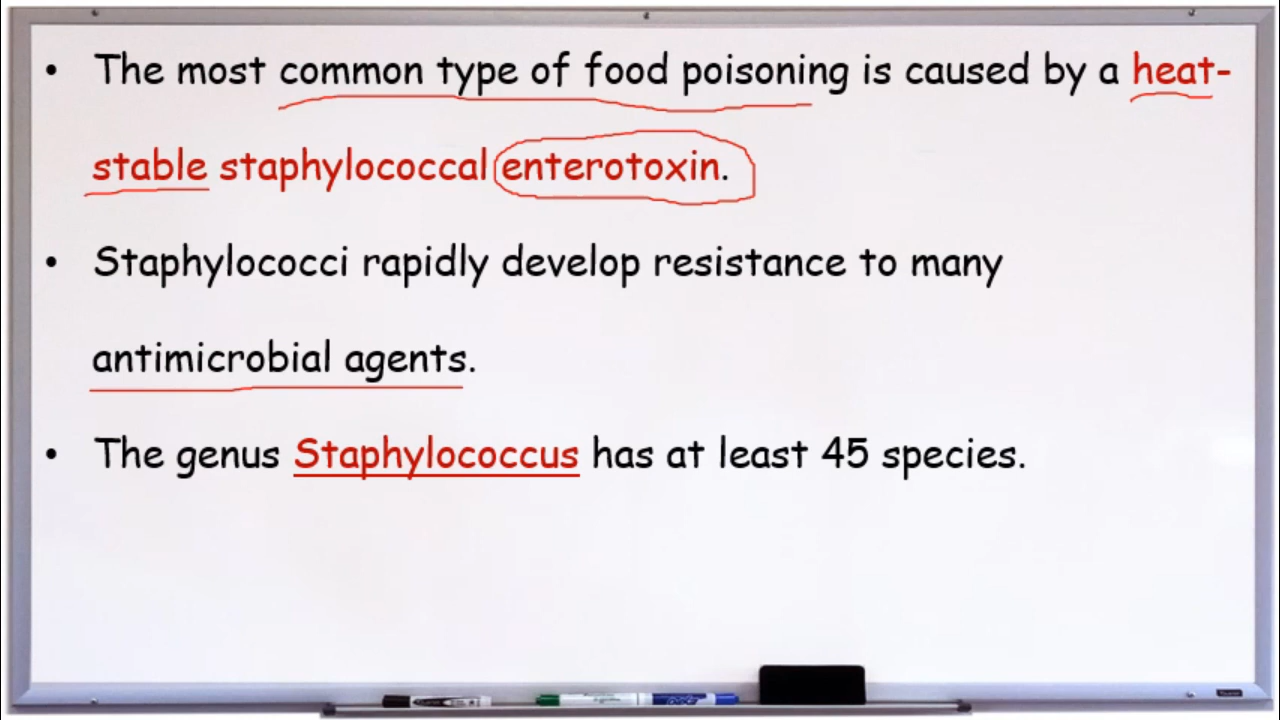 • The most common type of food poisoning is caused by a heat-
stable staphylococcal enterotoxin.
• Staphylococci rapidly develop resistance to many
antimicrobial agents.
• The genus Staphylococcus has at least 45 species.